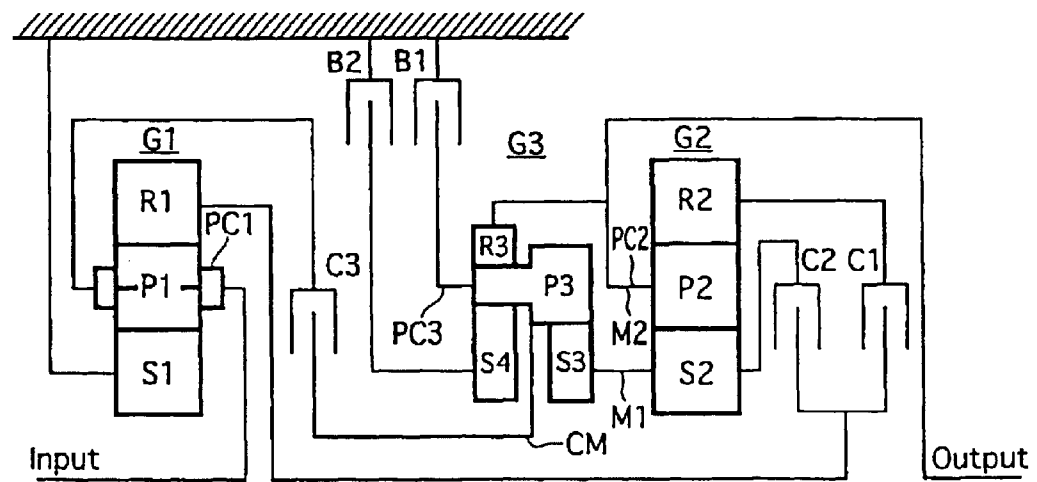 B2 B1
G1 G3 G2
R1 PC1 R2
C3 R3 PC2 C2 C1
P1 P3 P2
PC3 M2
S1 S4 S3 S2
M1
CM
Input Output